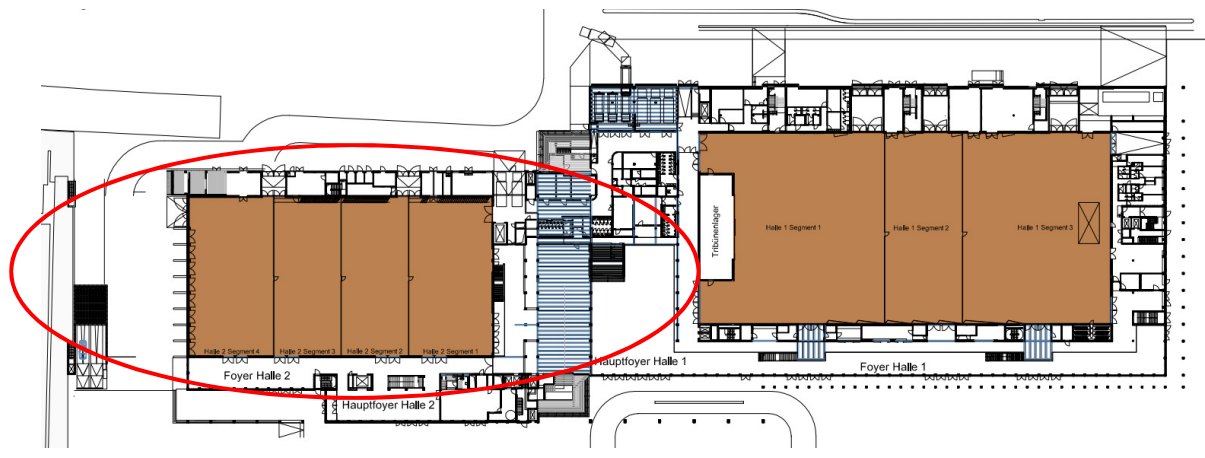 Tribünenlager
Halle 1 Segment 1
Halle 1 Segment 2
Halle 1 Segment 3
Halle 2 Segment 4
Halle 2 Segment 3
Halle 2 Segment 2
Halle 2 Segment 1
Foyer Halle 2
Hauptfoyer Halle 1
Foyer Halle 1
Hauptfoyer Halle 2